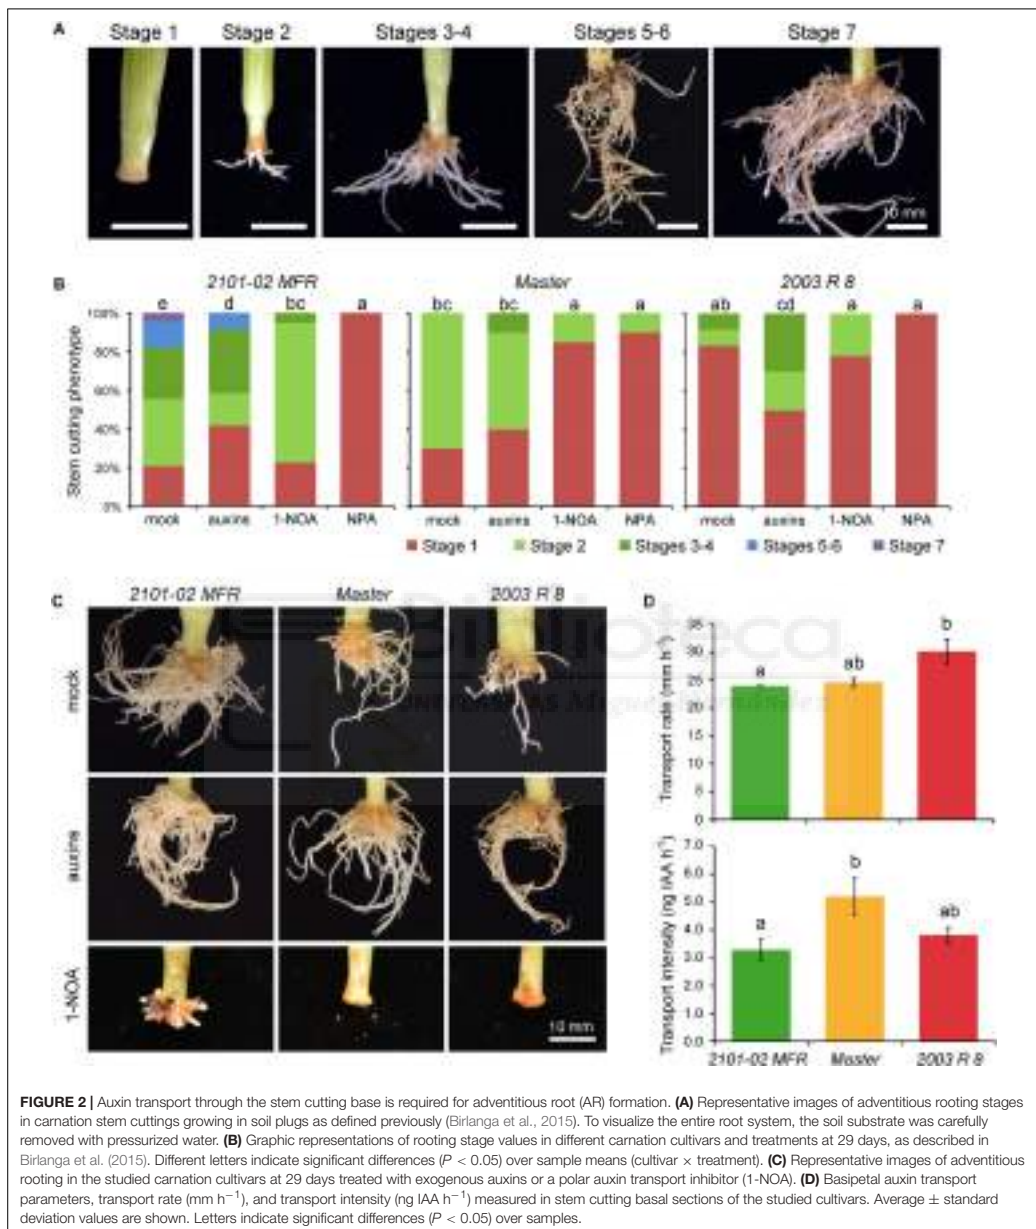 A
Stage 1 Stage 2 Stages 3-4 Stages 5-6 Stage 7
10 mm
B
2101-02 MFR Master 2003 R 8
e d bc a bc bc a a ab cd a a
100%
80%
60%
40%
20%
0%
Stem cutting phenotype
mock auxins 1-NOA NPA mock auxins 1-NOA NPA mock auxins 1-NOA NPA
Stage 1 Stage 2 Stages 3-4 Stages 5-6 Stage 7
C
2101-02 MFR Master 2003 R 8
mock
auxins
1-NOA
10 mm
D
35
30
25
20
15
10
5
0
Transport rate (mm h⁻¹)
a ab b
7.0
6.0
5.0
4.0
3.0
2.0
1.0
0.0
Transport intensity (ng IAA h⁻¹)
a b ab
2101-02 MFR Master 2003 R 8
Biblioteca
UNIVERSITAS Miguel Hernández
FIGURE 2 | Auxin transport through the stem cutting base is required for adventitious root (AR) formation. (A) Representative images of adventitious rooting stages
in carnation stem cuttings growing in soil plugs as defined previously (Birlanga et al., 2015). To visualize the entire root system, the soil substrate was carefully
removed with pressurized water. (B) Graphic representations of rooting stage values in different carnation cultivars and treatments at 29 days, as described in
Birlanga et al. (2015). Different letters indicate significant differences (P < 0.05) over sample means (cultivar × treatment). (C) Representative images of adventitious
rooting in the studied carnation cultivars at 29 days treated with exogenous auxins or a polar auxin transport inhibitor (1-NOA). (D) Basipetal auxin transport
parameters, transport rate (mm h−1), and transport intensity (ng IAA h−1) measured in stem cutting basal sections of the studied cultivars. Average ± standard
deviation values are shown. Letters indicate significant differences (P < 0.05) over samples.